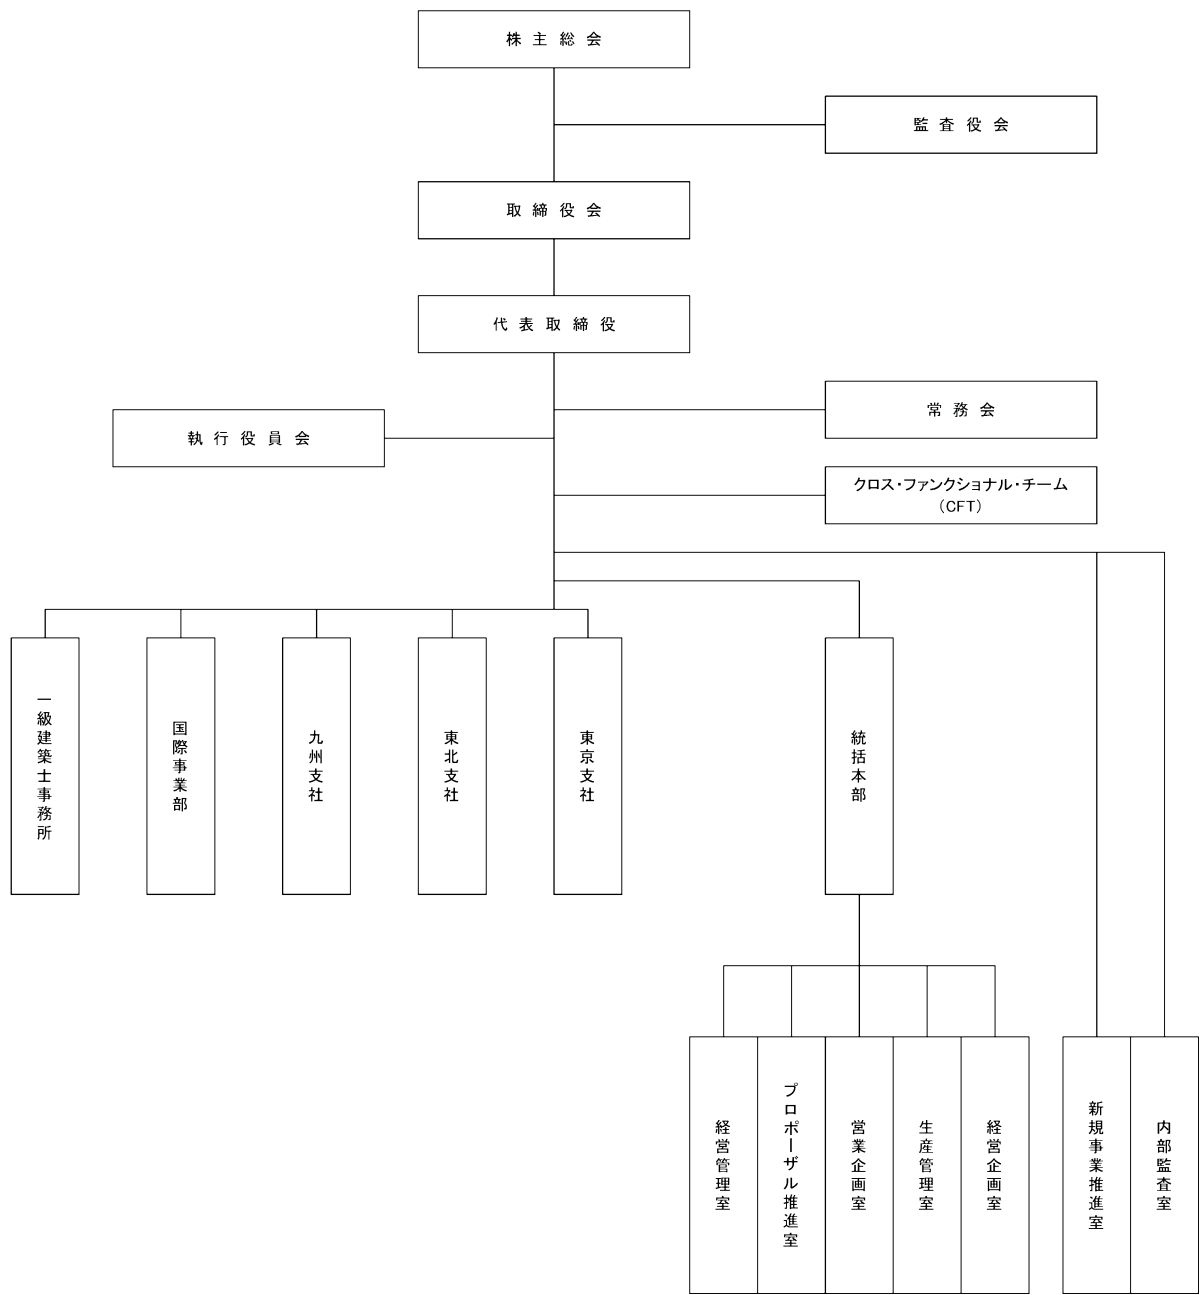 株主総会
監査役会
取締役会
代表取締役
常務会
執行役員会
クロス・ファンクショナル・チーム
（CFT）
一級建築士事務所
国際事業部
九州支社
東北支社
東京支社
統括本部
経営管理室
プロポーザル推進室
営業企画室
生産管理室
経営企画室
新規事業推進室
内部監査室